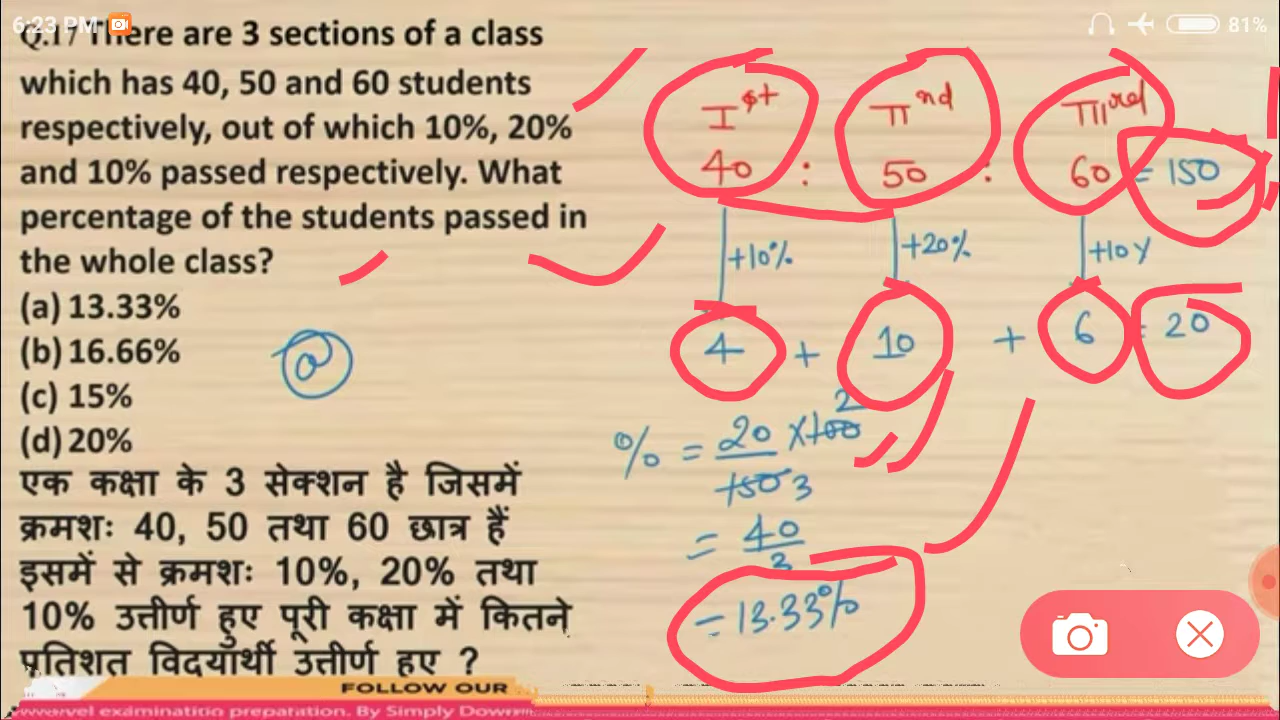 6:23 PM
81%
Q.17 There are 3 sections of a class
which has 40, 50 and 60 students
respectively, out of which 10%, 20%
and 10% passed respectively. What
percentage of the students passed in
the whole class?
(a) 13.33%
(b) 16.66%
(c) 15%
(d) 20%
एक कक्षा के 3 सेक्शन है जिसमें
क्रमशः 40, 50 तथा 60 छात्र हैं
इसमें से क्रमशः 10%, 20% तथा
10% उत्तीर्ण हुए पूरी कक्षा में कितने
प्रतिशत विद्यार्थी उत्तीर्ण हुए ?
a
Ist IInd IIIrd
40 : 50 : 60 = 150
+10% +20% +10%
4 + 10 + 6 = 20
% = 20 × 100 2
150 3
= 40
3
= 13.33%
FOLLOW OUR
examinatitio preparation. By Simply